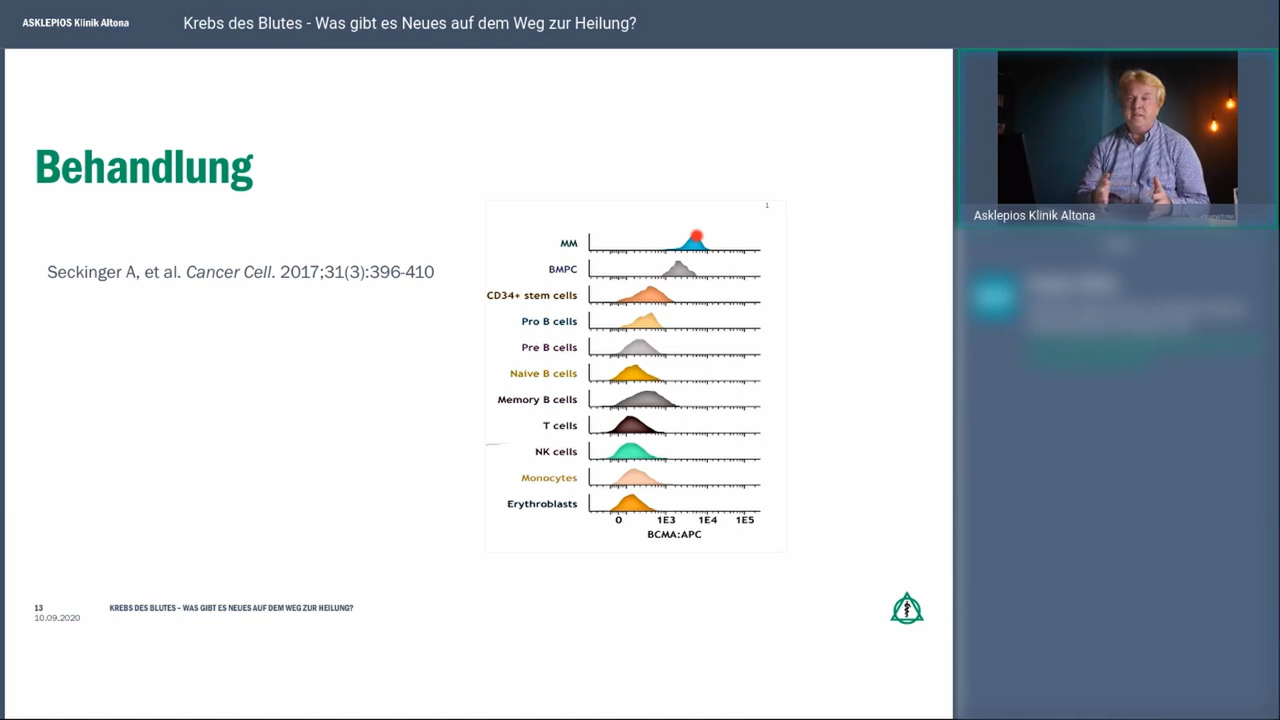 ASKLEPIOS Klinik Altona
Krebs des Blutes - Was gibt es Neues auf dem Weg zur Heilung?
Behandlung
Seckinger A, et al. Cancer Cell. 2017;31(3):396-410
1
MM
BMPC
CD34+ stem cells
Pro B cells
Pre B cells
Naive B cells
Memory B cells
T cells
NK cells
Monocytes
Erythroblasts
0 1E3 1E4 1E5
BCMA:APC
13 KREBS DES BLUTES – WAS GIBT ES NEUES AUF DEM WEG ZUR HEILUNG?
10.09.2020
Asklepios Klinik Altona